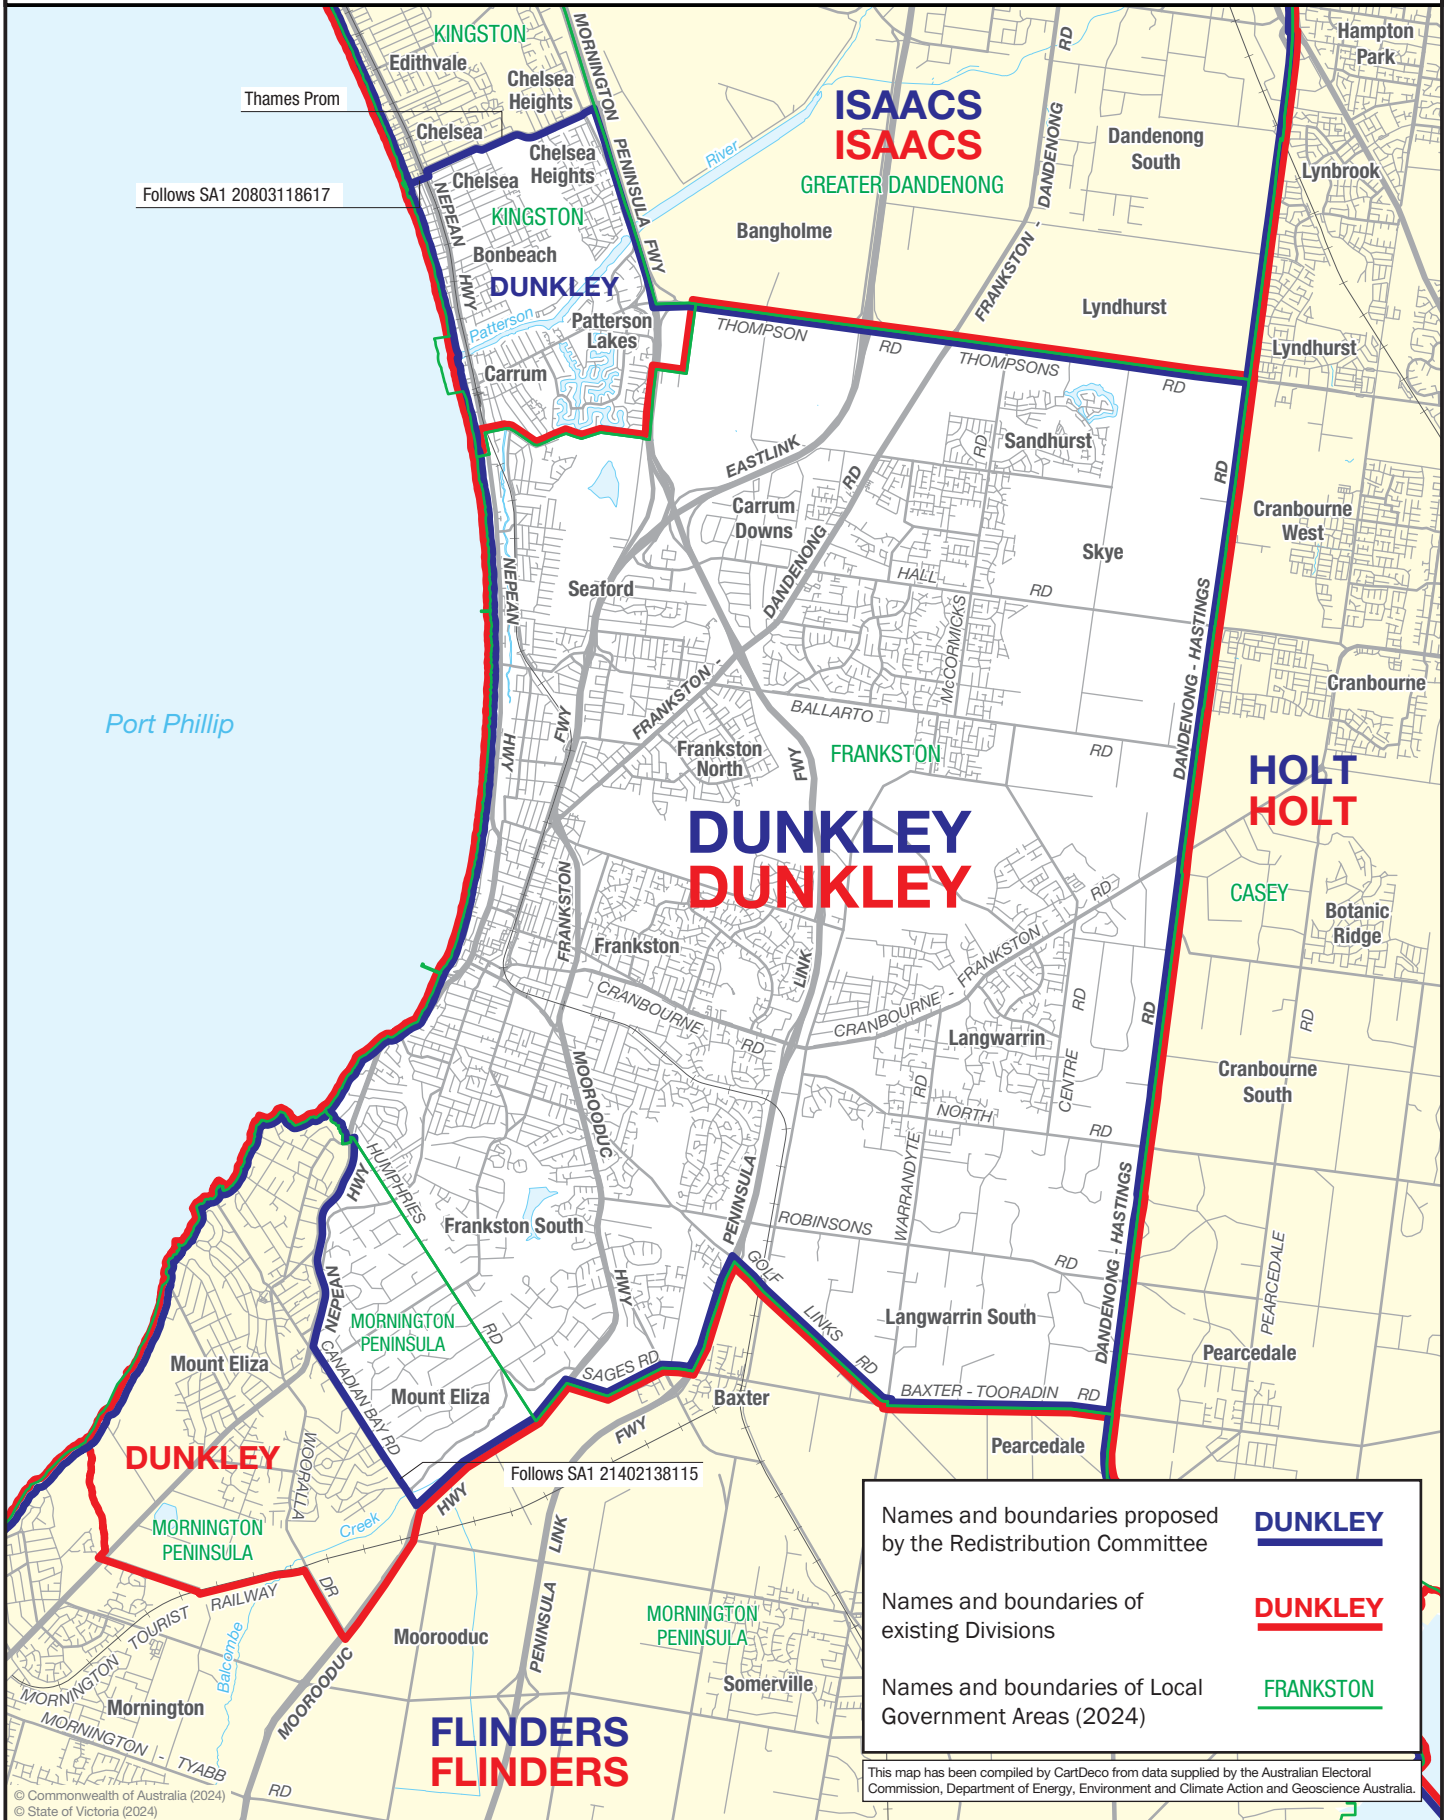 KINGSTON
Edithvale
Chelsea
Heights
MORNINGTON PENINSULA FWY
RD
Hampton
Park
Thames Prom
Chelsea
ISAACS
ISAACS
GREATER DANDENONG
Dandenong
South
Chelsea
Heights
River
Lynbrook
Follows SA1 20803118617
Chelsea
KINGSTON
NEPEAN
HWY
Bangholme
FRANKSTON - DANDENONG
Bonbeach
DUNKLEY
Patterson
Patterson
Lakes
Lyndhurst
THOMPSON
RD
THOMPSONS
RD
Lyndhurst
Carrum
Sandhurst
RD
RD
EASTLINK
RD
Carrum
Downs
Cranbourne
West
Skye
DANDENONG
NEPEAN
Seaford
HALL
RD
McCORMICKS
DANDENONG - HASTINGS
Cranbourne
FRANKSTON -
BALLARTO
RD
Port Phillip
HWY
FWY
Frankston
North
FWY
FRANKSTON
HOLT
HOLT
DUNKLEY
DUNKLEY
CASEY
RD
Botanic
Ridge
FRANKSTON
Frankston
LINK
CRANBOURNE - FRANKSTON
CRANBOURNE
RD
RD
RD
RD
Langwarrin
Cranbourne
South
MOOROODUC
RD
CENTRE
NORTH
RD
HWY
HUMPHRIES
WARRANDYTE
PENINSULA
DANDENONG - HASTINGS
Frankston South
ROBINSONS
RD
PEARCEDALE
GOLF
LINKS
RD
HWY
NEPEAN
MORNINGTON
PENINSULA
RD
Langwarrin South
Pearcedale
Mount Eliza
CANADIAN BAY RD
SAGES RD
Mount Eliza
Baxter
BAXTER - TOORADIN RD
FWY
Pearcedale
DUNKLEY
WOORALLA
Follows SA1 21402138115
HWY
MORNINGTON
PENINSULA
Creek
LINK
Names and boundaries proposed
by the Redistribution Committee
DUNKLEY
DR
TOURIST RAILWAY
PENINSULA
MORNINGTON
PENINSULA
Names and boundaries of
existing Divisions
DUNKLEY
Moorooduc
Balcombe
MORNINGTON
Somerville
Names and boundaries of Local
Government Areas (2024)
FRANKSTON
Mornington
MOOROODUC
MORNINGTON - TYABB
RD
FLINDERS
FLINDERS
This map has been compiled by CartDeco from data supplied by the Australian Electoral
Commission, Department of Energy, Environment and Climate Action and Geoscience Australia.
© Commonwealth of Australia (2024)
© State of Victoria (2024)